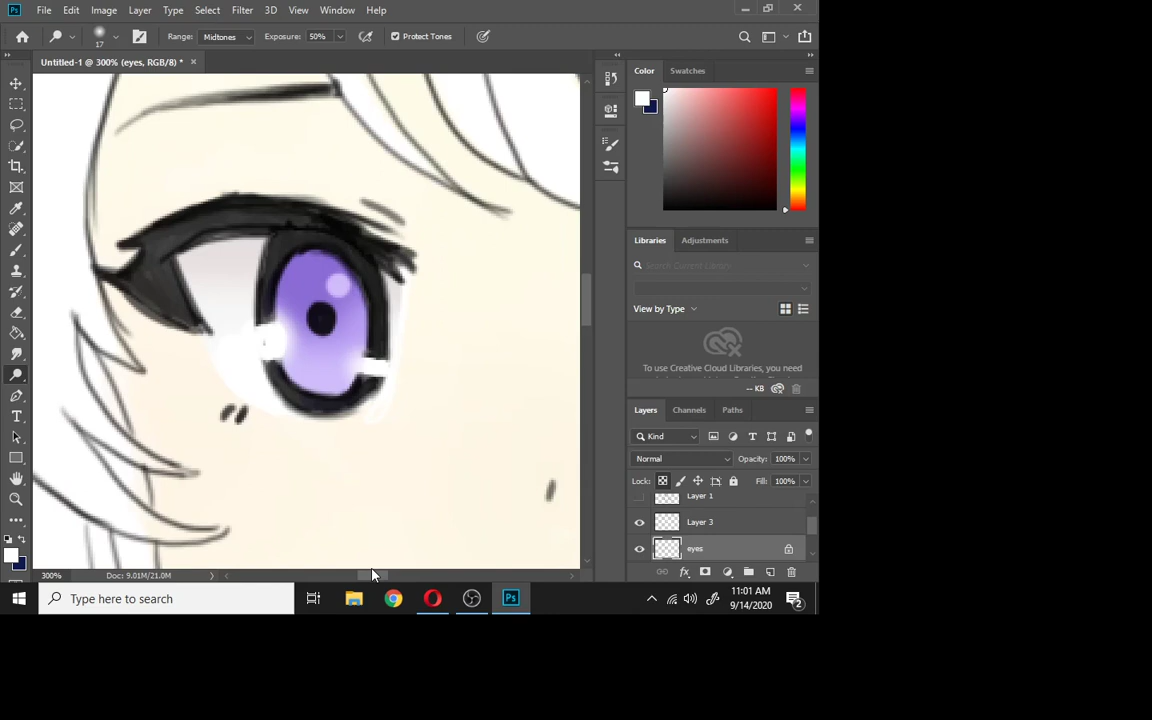 Ps File Edit Image Layer Type Select Filter 3D View Window Help
17 Range: Midtones Exposure: 50% Protect Tones
Untitled-1 @ 300% (eyes, RGB/8) *
Color Swatches
Libraries Adjustments
Search Current Library
View by Type
To use Creative Cloud Libraries, you need
-- KB
Layers Channels Paths
Kind
Normal Opacity: 100%
Lock: Fill: 100%
Layer 1
Layer 3
eyes
300% Doc: 9.01M/21.0M
Type here to search
Ps
11:01 AM
9/14/2020
2